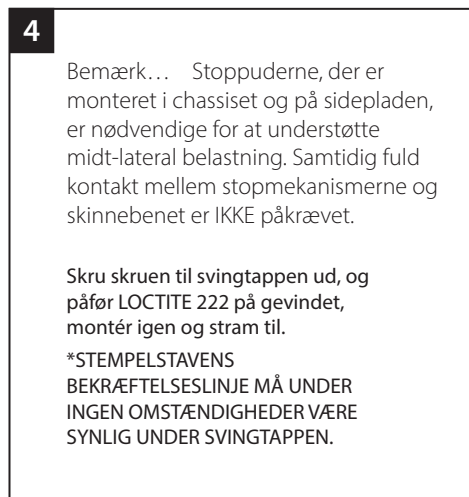 4
Bemærk… Stoppuderne, der er
monteret i chassiset og på sidepladen,
er nødvendige for at understøtte
midt-lateral belastning. Samtidig fuld
kontakt mellem stopmekanismerne og
skinnebenet er IKKE påkrævet.
Skru skruen til svingtappen ud, og
påfør LOCTITE 222 på gevindet,
montér igen og stram til.
*STEMPELSTAVENS
BEKRÆFTELSESLINJE MÅ UNDER
INGEN OMSTÆNDIGHEDER VÆRE
SYNLIG UNDER SVINGTAPPEN.